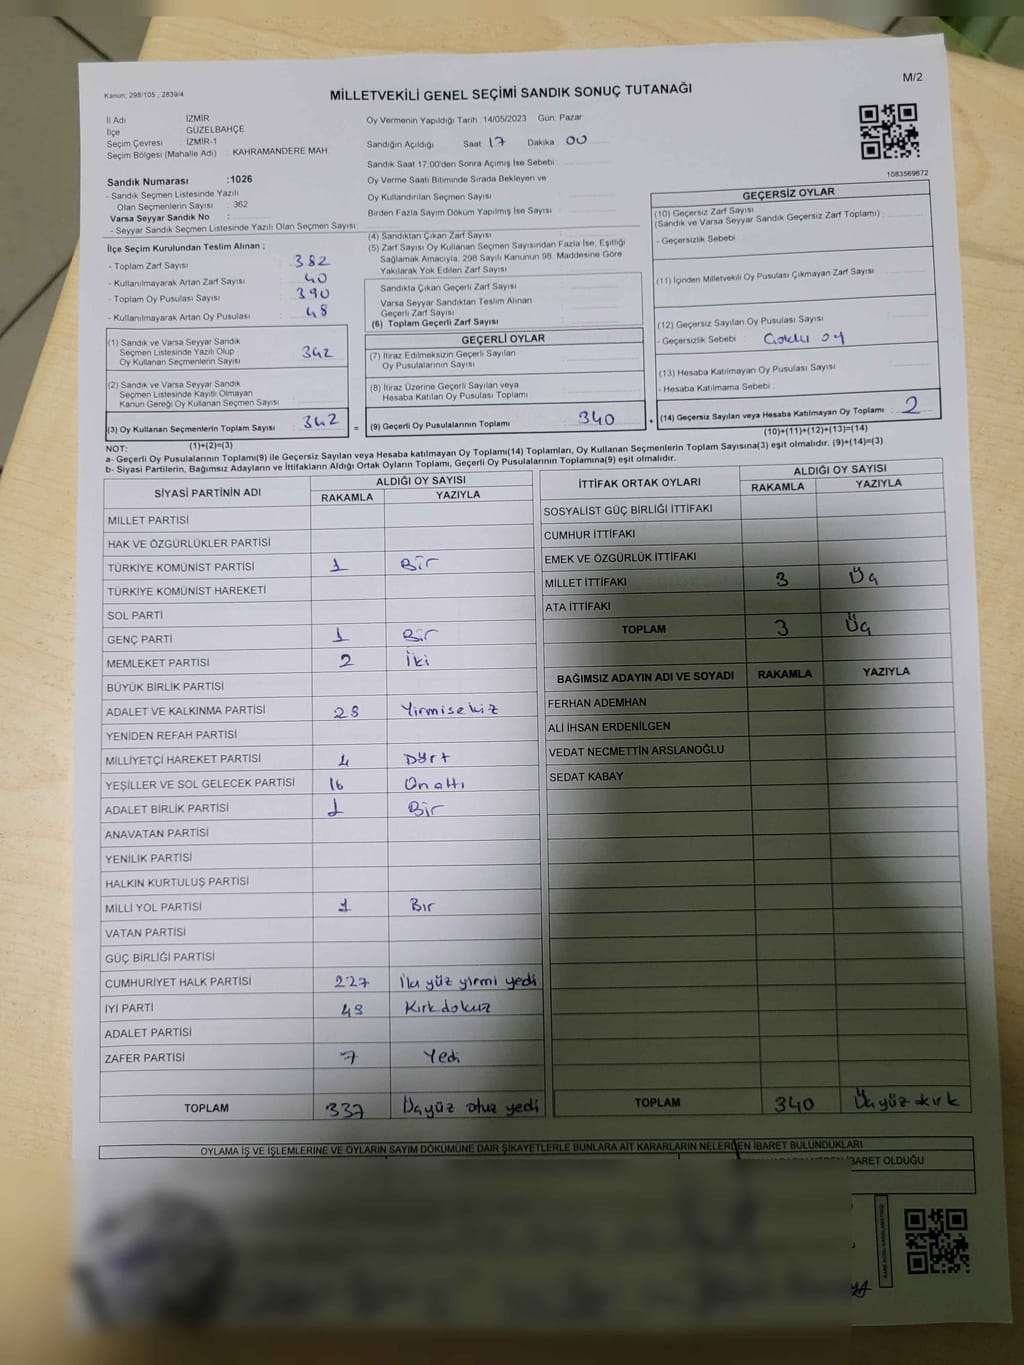 Kanun: 298/105 , 2839/4
MİLLETVEKİLİ GENEL SEÇİMİ SANDIK SONUÇ TUTANAĞI
M/2
İl Adı İZMİR
İlçe GÜZELBAHÇE
Seçim Çevresi : İZMİR-1
Seçim Bölgesi (Mahalle Adı) : KAHRAMANDERE MAH.
Oy Vermenin Yapıldığı Tarih :14/05/2023 Gün: Pazar
Sandığın Açıldığı Saat 17 Dakika 00
Sandık Saat 17.00'den Sonra Açımış İse Sebebi
Oy Verme Saati Bitiminde Sırada Bekleyen ve
Oy Kullandırılan Seçmen Sayısı
Birden Fazla Sayım Döküm Yapılmış İse Sayısı
1083569672
Sandık Numarası :1026
- Sandık Seçmen Listesinde Yazılı
Olan Seçmenlerin Sayısı : 362
Varsa Seyyar Sandık No :
- Seyyar Sandık Seçmen Listesinde Yazılı Olan Seçmen Sayısı:
İlçe Seçim Kurulundan Teslim Alınan ;
- Toplam Zarf Sayısı : 382
- Kullanılmayarak Artan Zarf Sayısı : 40
- Toplam Oy Pusulası Sayısı : 390
- Kullanılmayarak Artan Oy Pusulası : 48
(1) Sandık ve Varsa Seyyar Sandık
Seçmen Listesinde Yazılı Olup
Oy Kullanan Seçmenlerin Sayısı : 342
(2) Sandık ve Varsa Seyyar Sandık
Seçmen Listesinde Kayıtlı Olmayan
Kanun Gereği Oy Kullanan Seçmen Sayısı
(3) Oy Kullanan Seçmenlerin Toplam Sayısı : 342
(1)+(2)=(3)
(4) Sandıktan Çıkan Zarf Sayısı
(5) Zarf Sayısı Oy Kullanan Seçmen Sayısından Fazla İse, Eşitliği
Sağlamak Amacıyla, 298 Sayılı Kanunun 98. Maddesine Göre
Yakılarak Yok Edilen Zarf Sayısı
Sandıkta Çıkan Geçerli Zarf Sayısı
Varsa Seyyar Sandıktan Teslim Alınan
Geçerli Zarf Sayısı
(6) Toplam Geçerli Zarf Sayısı
GEÇERLİ OYLAR
(7) İtiraz Edilmeksizin Geçerli Sayılan
Oy Pusulalarının Sayısı
(8) İtiraz Üzerine Geçerli Sayılan veya
Hesaba Katılan Oy Pusulası Toplamı
= (9) Geçerli Oy Pusulalarının Toplamı : 340
GEÇERSİZ OYLAR
(10) Geçersiz Zarf Sayısı
(Sandık ve Varsa Seyyar Sandık Geçersiz Zarf Toplamı) :
- Geçersizlik Sebebi
(11) İçinden Milletvekili Oy Pusulası Çıkmayan Zarf Sayısı
(12) Geçersiz Sayılan Oy Pusulası Sayısı
- Geçersizlik Sebebi : oy
(13) Hesaba Katılmayan Oy Pusulası Sayısı
- Hesaba Katılmama Sebebi
+ (14) Geçersiz Sayılan veya Hesaba Katılmayan Oy Toplamı : 2
(10)+(11)+(12)+(13)=(14)
NOT:
a- Geçerli Oy Pusulalarının Toplamı(9) ile Geçersiz Sayılan veya Hesaba katılmayan Oy Toplamı(14) Toplamları, Oy Kullanan Seçmenlerin Toplam Sayısına(3) eşit olmalıdır. (9)+(14)=(3)
b- Siyasi Partilerin, Bağımsız Adayların ve İttifakların Aldığı Ortak Oyların Toplamı, Geçerli Oy Pusulalarının Toplamına(9) eşit olmalıdır.
SİYASİ PARTİNİN ADI ALDIĞI OY SAYISI
RAKAMLA YAZIYLA
MİLLET PARTİSİ
HAK VE ÖZGÜRLÜKLER PARTİSİ
TÜRKİYE KOMÜNİST PARTİSİ 1 Bir
TÜRKİYE KOMÜNİST HAREKETİ
SOL PARTİ
GENÇ PARTİ 1 Bir
MEMLEKET PARTİSİ 2 İki
BÜYÜK BİRLİK PARTİSİ
ADALET VE KALKINMA PARTİSİ 28 Yirmisekiz
YENİDEN REFAH PARTİSİ
MİLLİYETÇİ HAREKET PARTİSİ 4 Dört
YEŞİLLER VE SOL GELECEK PARTİSİ 16 Onaltı
ADALET BİRLİK PARTİSİ 1 Bir
ANAVATAN PARTİSİ
YENİLİK PARTİSİ
HALKIN KURTULUŞ PARTİSİ
MİLLİ YOL PARTİSİ 1 Bir
VATAN PARTİSİ
GÜÇ BİRLİĞİ PARTİSİ
CUMHURİYET HALK PARTİSİ 227 İki yüz yirmi yedi
İYİ PARTİ 49 Kırkdokuz
ADALET PARTİSİ
ZAFER PARTİSİ 7 Yedi
TOPLAM 337 Üçyüz otuz yedi
İTTİFAK ORTAK OYLARI ALDIĞI OY SAYISI
RAKAMLA YAZIYLA
SOSYALİST GÜÇ BİRLİĞİ İTTİFAKI
CUMHUR İTTİFAKI
EMEK VE ÖZGÜRLÜK İTTİFAKI
MİLLET İTTİFAKI 3 Üç
ATA İTTİFAKI
TOPLAM 3 Üç
BAĞIMSIZ ADAYIN ADI VE SOYADI RAKAMLA YAZIYLA
FERHAN ADEMHAN
ALİ İHSAN ERDENİLGEN
VEDAT NECMETTİN ARSLANOĞLU
SEDAT KABAY
TOPLAM 340 Üçyüz kırk
OYLAMA İŞ VE İŞLEMLERİNE VE OYLARIN SAYIM DÖKÜMÜNE DAİR ŞİKAYETLERLE BUNLARA AİT KARARLARIN NELERDEN İBARET BULUNDUKLARI
İBARET OLDUĞU